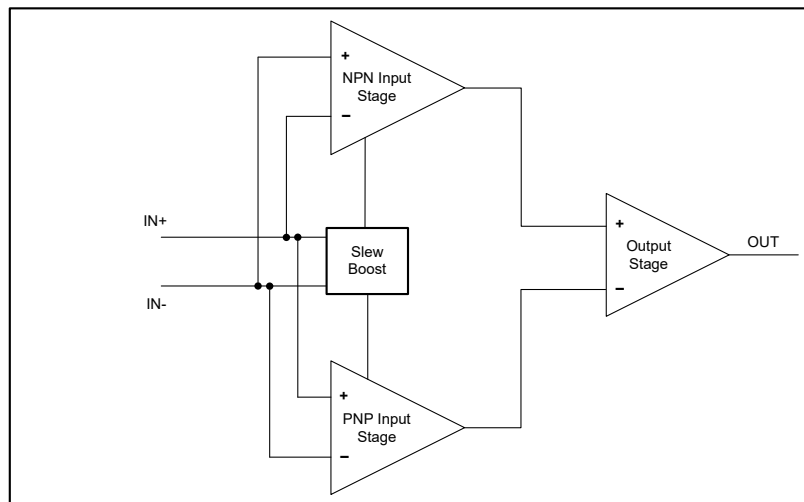 +
NPN Input
Stage
−
IN+
Slew
Boost
IN-
+
Output
Stage
−
OUT
+
PNP Input
Stage
−